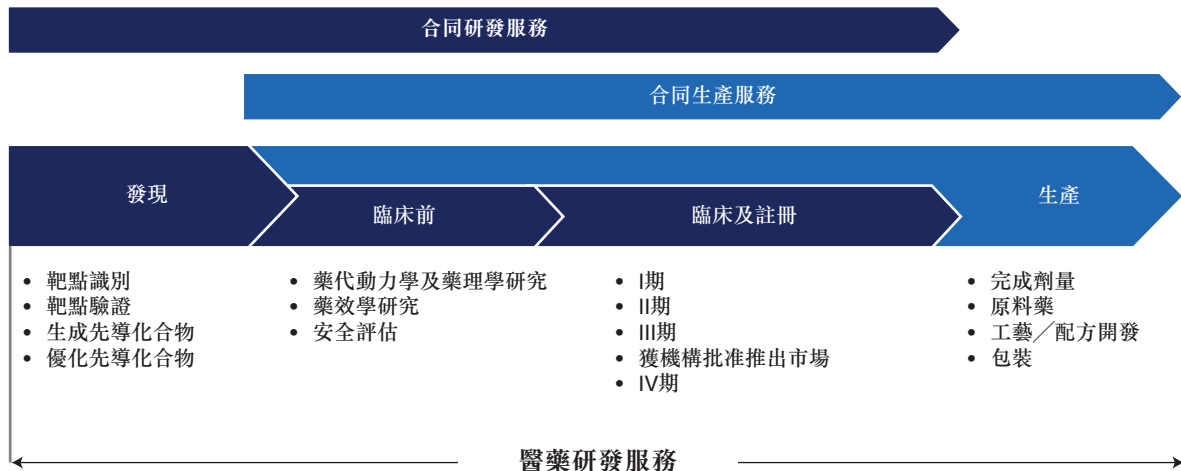 合同研發服務
合同生產服務
發現
臨床前
臨床及註冊
生產
• 靶點識別
• 靶點驗證
• 生成先導化合物
• 優化先導化合物
• 藥代動力學及藥理學研究
• 藥效學研究
• 安全評估
• I期
• II期
• III期
• 獲機構批准推出市場
• IV期
• 完成劑量
• 原料藥
• 工藝╱配方開發
• 包裝
醫藥研發服務